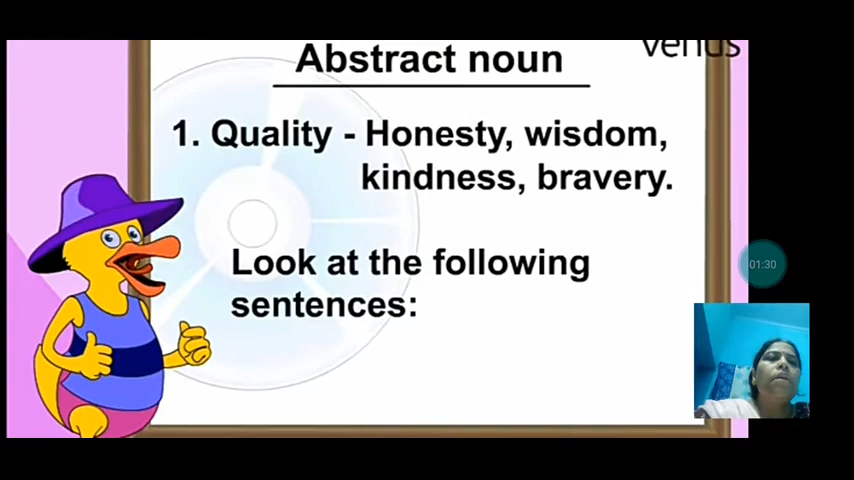 venus
Abstract noun
1. Quality - Honesty, wisdom,
kindness, bravery.
Look at the following
sentences:
01:30